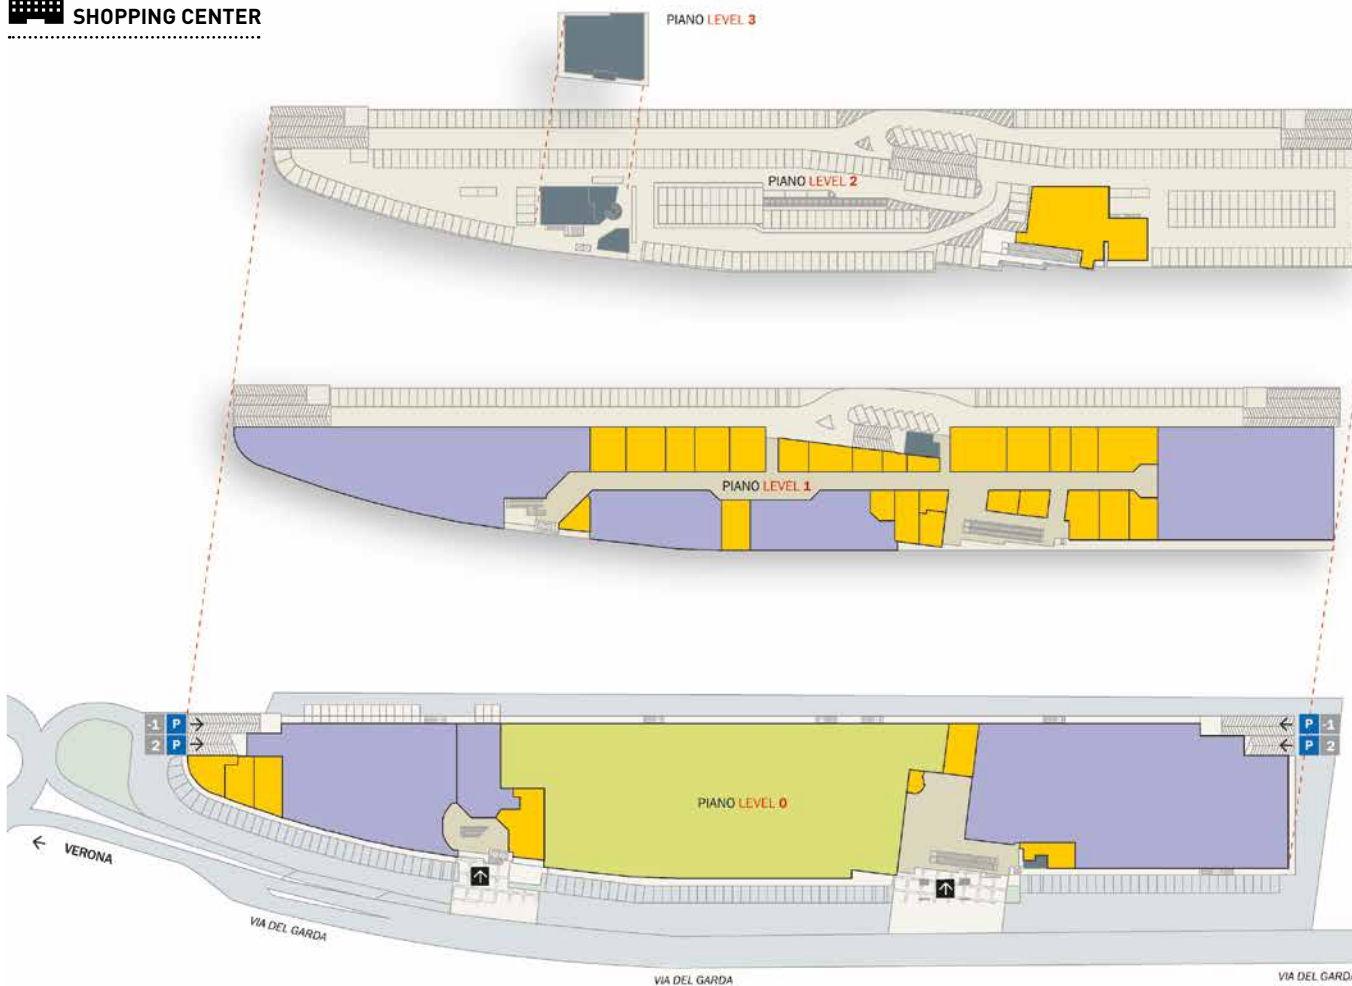 SHOPPING CENTER
PIANO LEVEL 3
PIANO LEVEL 2
PIANO LEVEL 1
-1 P
2 P
P -1
P 2
PIANO LEVEL 0
VERONA
VIA DEL GARDA
VIA DEL GARDA
VIA DEL GARDA